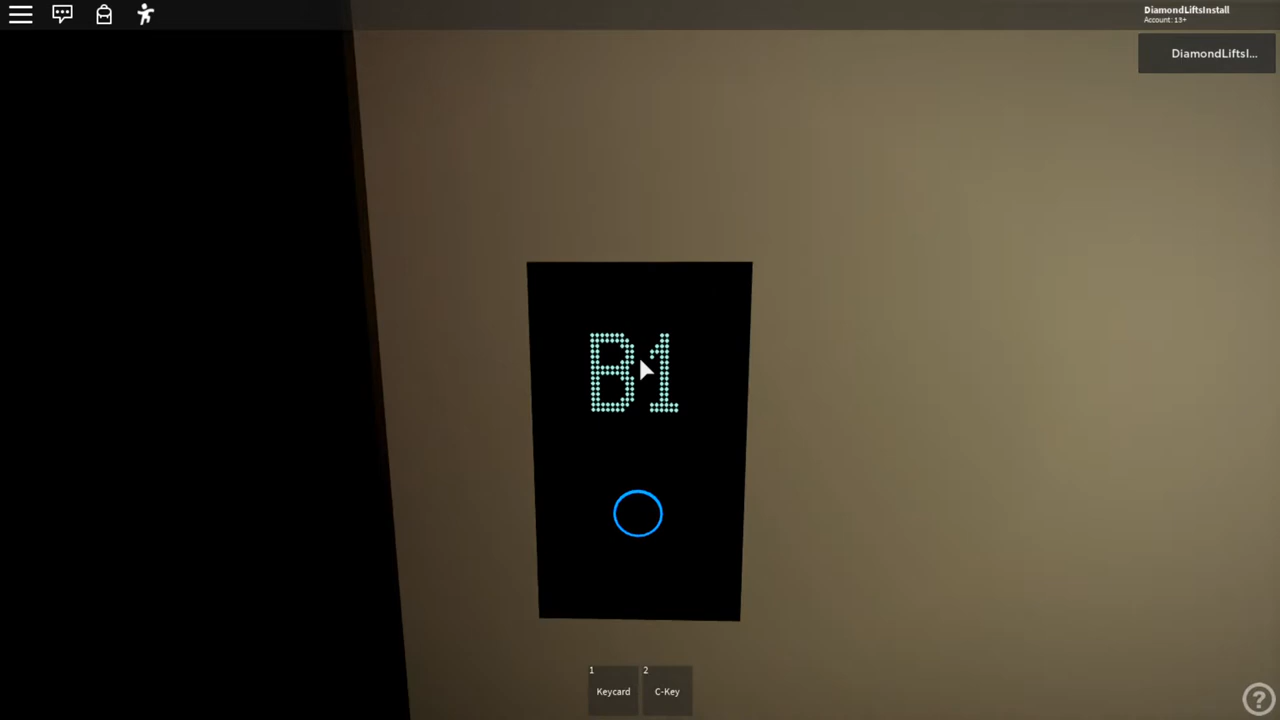 DiamondLiftsInstall
Account: 13+
DiamondLiftsI...
B1
1
Keycard
2
C-Key
?